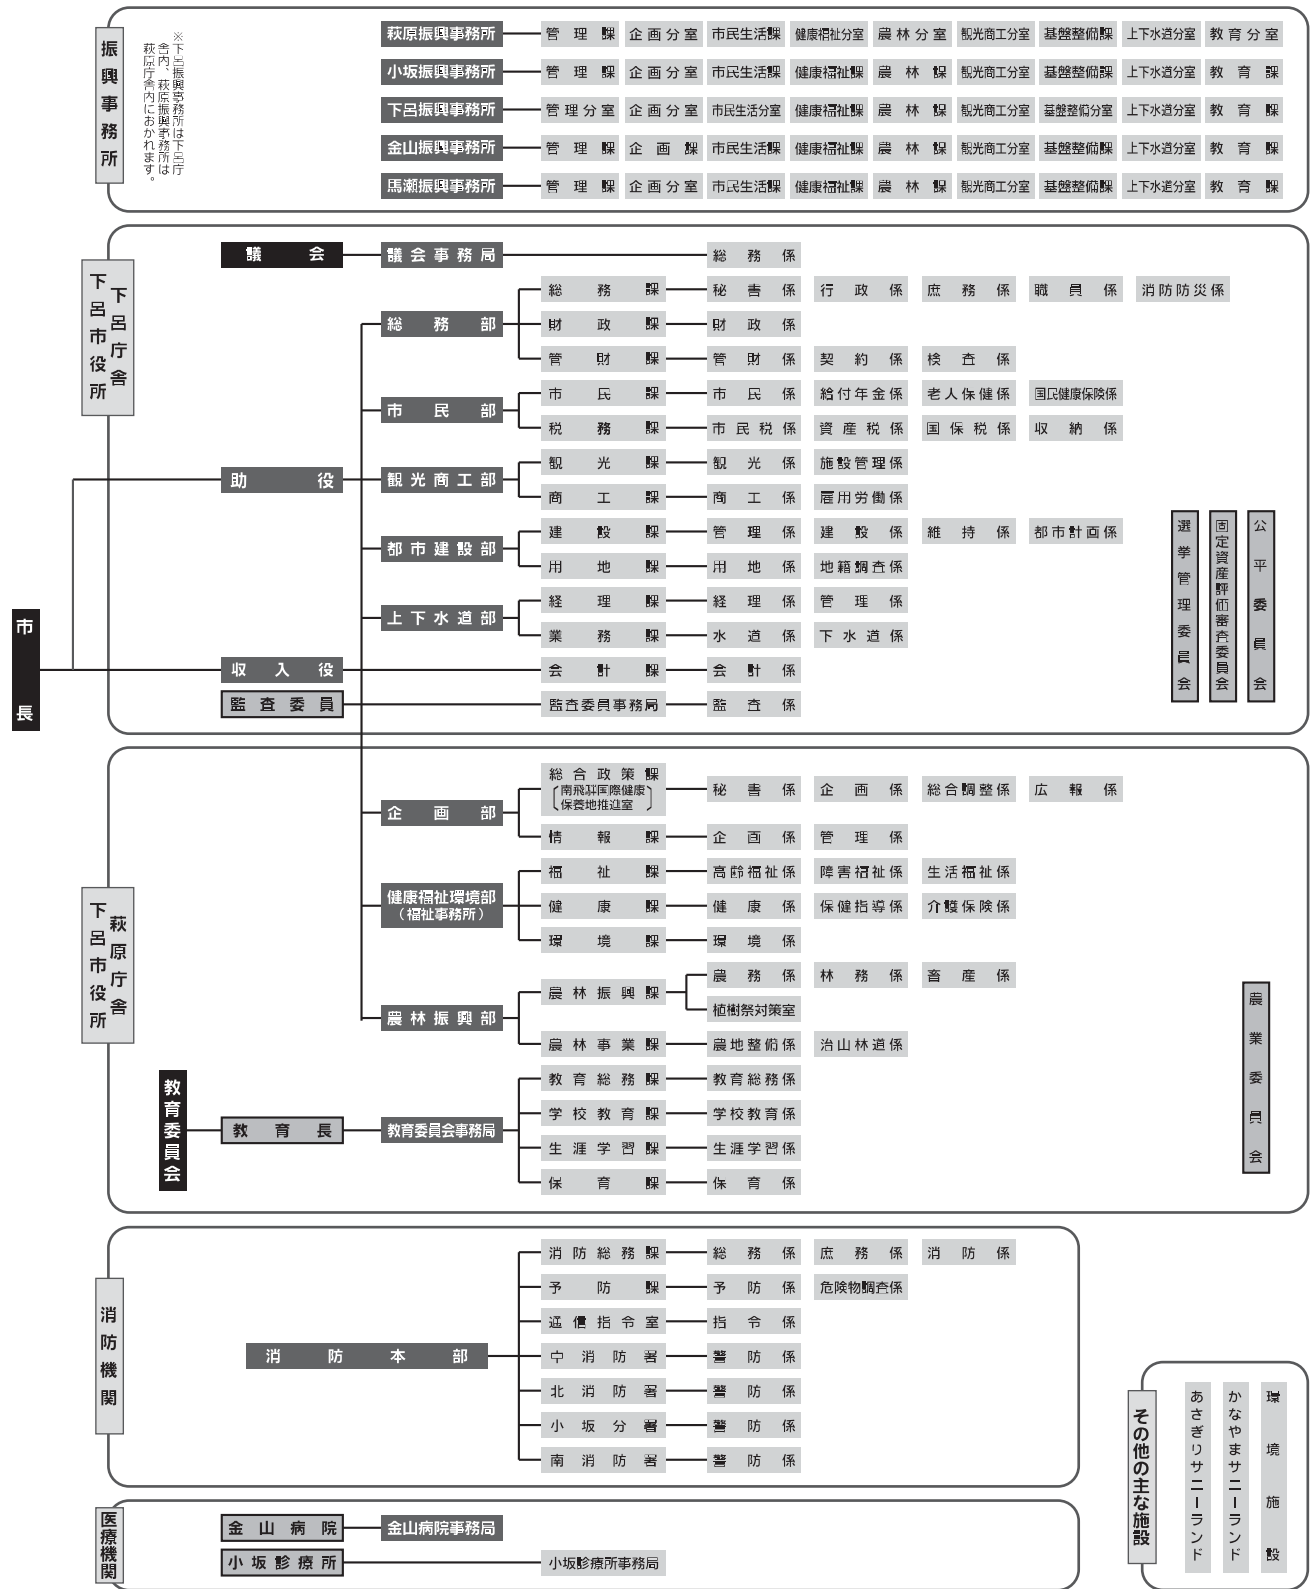 振興事務所
※下呂振興事務所は下呂庁
舎内、萩原振興事務所は
萩原庁舎内におかれます。
萩原振興事務所 管理課 企画分室 市民生活課 健康福祉分室 農林分室 観光商工分室 基盤整備課 上下水道分室 教育分室
小坂振興事務所 管理課 企画分室 市民生活課 健康福祉課 農林課 観光商工分室 基盤整備課 上下水道分室 教育課
下呂振興事務所 管理分室 企画分室 市民生活分室 健康福祉課 農林課 観光商工分室 基盤整備分室 上下水道分室 教育課
金山振興事務所 管理課 企画課 市民生活課 健康福祉課 農林課 観光商工分室 基盤整備課 上下水道分室 教育課
馬瀬振興事務所 管理課 企画分室 市民生活課 健康福祉課 農林課 観光商工分室 基盤整備課 上下水道分室 教育課
下呂市役所
下呂庁舎
議会 議会事務局 総務係
総務課 秘書係 行政係 庶務係 職員係 消防防災係
総務部 財政課 財政係
管財課 管財係 契約係 検査係
市民部
市民課 市民係 給付年金係 老人保健係 国民健康保険係
税務課 市民税係 資産税係 国保税係 収納係
助役 観光商工部
観光課 観光係 施設管理係
商工課 商工係 雇用労働係
都市建設部
建設課 管理係 建設係 維持係 都市計画係
用地課 用地係 地籍調査係
上下水道部
経理課 経理係 管理係
業務課 水道係 下水道係
市長
収入役 会計課 会計係
監査委員 監査委員事務局 監査係
選挙管理委員会
固定資産評価審査委員会
公平委員会
下呂市役所
萩原庁舎
企画部
総合政策課
(南飛騨国際健康
保養地推進室)
秘書係 企画係 総合調整係 広報係
情報課 企画係 管理係
健康福祉環境部
(福祉事務所)
福祉課 高齢福祉係 障害福祉係 生活福祉係
健康課 健康係 保健指導係 介護保険係
環境課 環境係
農林振興部
農林振興課
農務係 林務係 畜産係
植樹祭対策室
農林事業課 農地整備係 治山林道係
農業委員会
教育委員会
教育長 教育委員会事務局
教育総務課 教育総務係
学校教育課 学校教育係
生涯学習課 生涯学習係
保育課 保育係
消防機関
消防本部
消防総務課 総務係 庶務係 消防係
予防課 予防係 危険物調査係
通信指令室 指令係
中消防署 警防係
北消防署 警防係
小坂分署 警防係
南消防署 警防係
医療機関
金山病院 金山病院事務局
小坂診療所 小坂診療所事務局
その他の主な施設
あさぎりサニーランド
かなやまサニーランド
環境施設